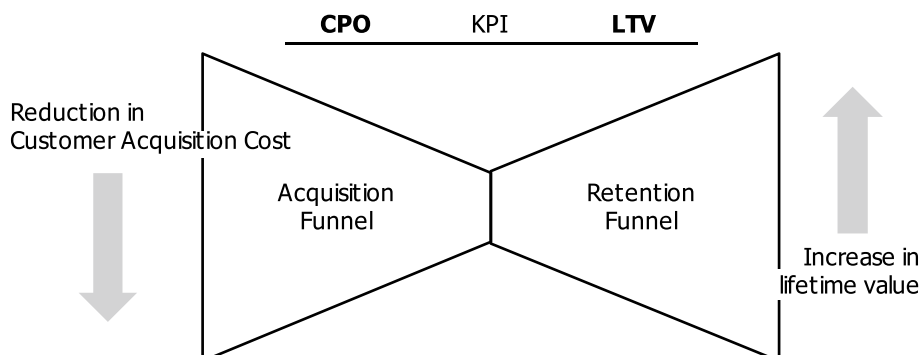 CPO KPI LTV
Reduction in
Customer Acquisition Cost
Acquisition
Funnel
Retention
Funnel
Increase in
lifetime value